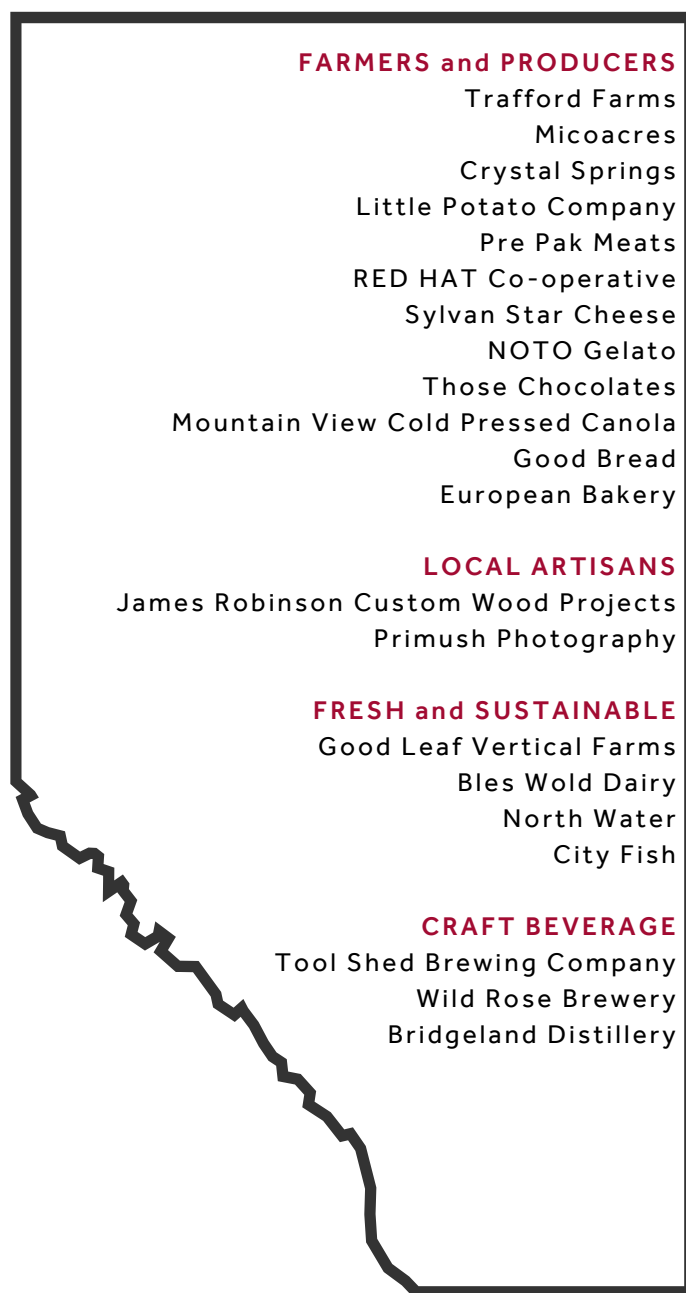 FARMERS and PRODUCERS
Trafford Farms
Micoacres
Crystal Springs
Little Potato Company
Pre Pak Meats
RED HAT Co-operative
Sylvan Star Cheese
NOTO Gelato
Those Chocolates
Mountain View Cold Pressed Canola
Good Bread
European Bakery
LOCAL ARTISANS
James Robinson Custom Wood Projects
Primush Photography
FRESH and SUSTAINABLE
Good Leaf Vertical Farms
Bles Wold Dairy
North Water
City Fish
CRAFT BEVERAGE
Tool Shed Brewing Company
Wild Rose Brewery
Bridgeland Distillery